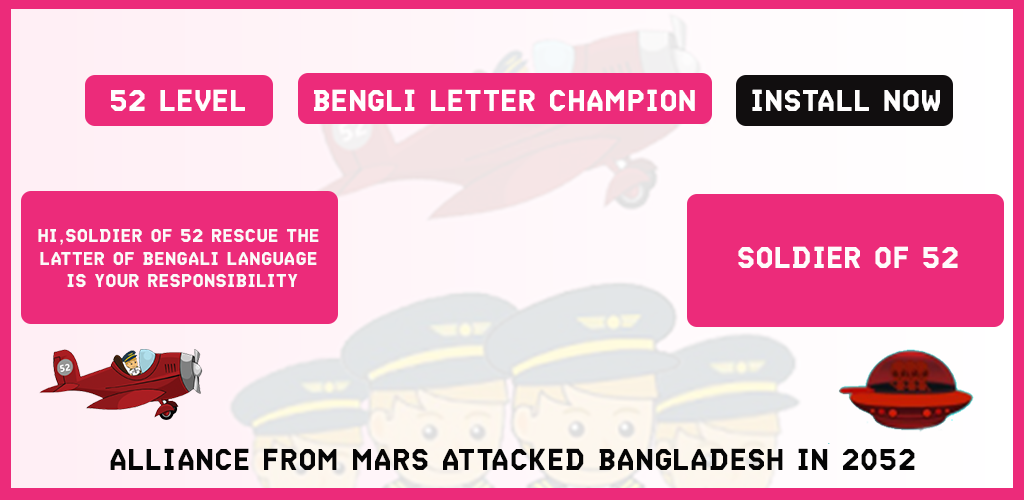 52 LEVEL
BENGLI LETTER CHAMPION
INSTALL NOW
52
HI,SOLDIER OF 52 RESCUE THE
LATTER OF BENGALI LANGUAGE
IS YOUR RESPONSIBILITY
SOLDIER OF 52
52
ALLIANCE FROM MARS ATTACKED BANGLADESH IN 2052